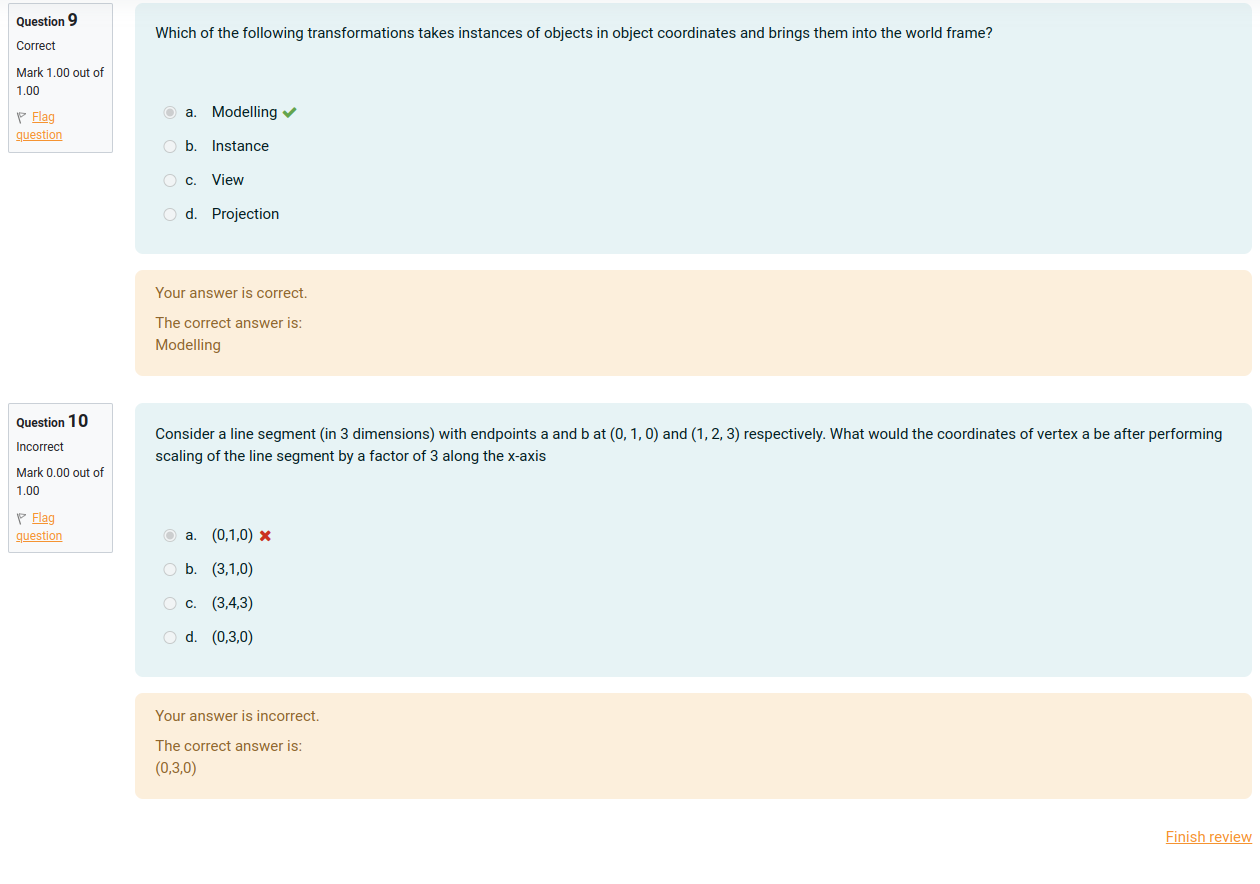 Question 9
Correct
Mark 1.00 out of
1.00
Flag
question
Which of the following transformations takes instances of objects in object coordinates and brings them into the world frame?
a. Modelling
b. Instance
c. View
d. Projection
Your answer is correct.
The correct answer is:
Modelling
Question 10
Incorrect
Mark 0.00 out of
1.00
Flag
question
Consider a line segment (in 3 dimensions) with endpoints a and b at (0, 1, 0) and (1, 2, 3) respectively. What would the coordinates of vertex a be after performing
scaling of the line segment by a factor of 3 along the x-axis
a. (0,1,0)
b. (3,1,0)
c. (3,4,3)
d. (0,3,0)
Your answer is incorrect.
The correct answer is:
(0,3,0)
Finish review